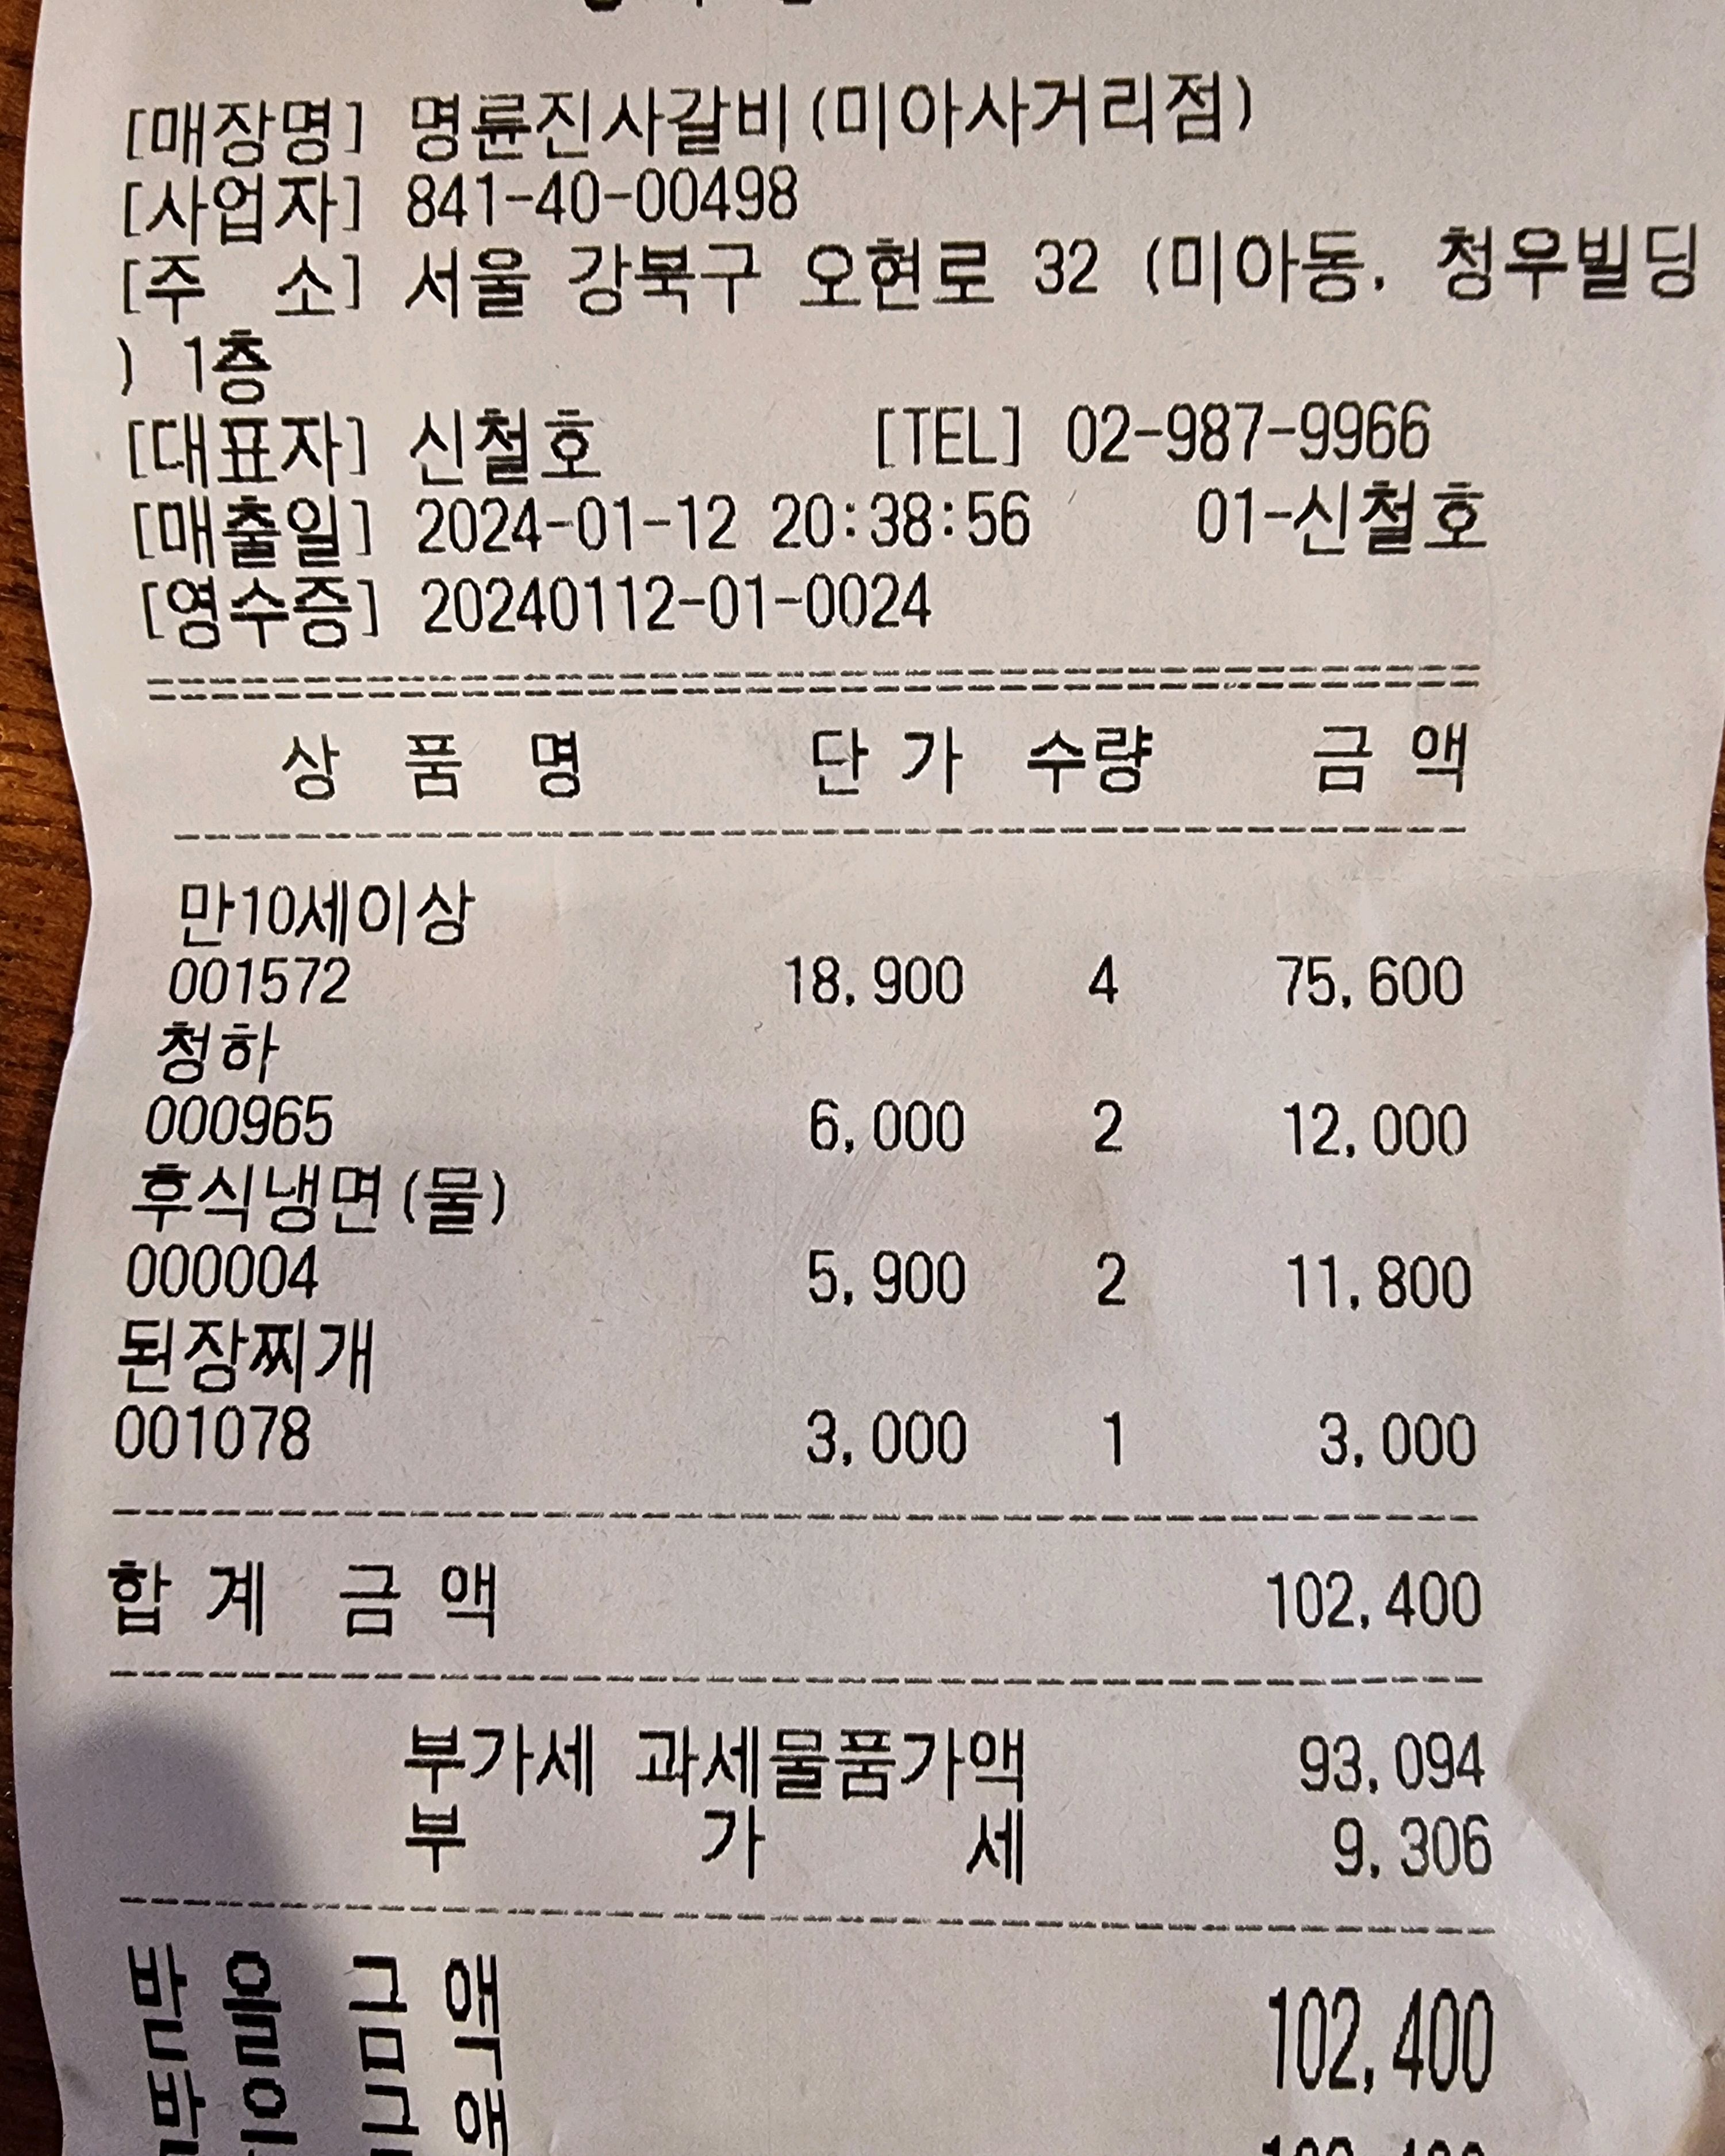 [매장명] 명륜진사갈비(미아사거리점)
[사업자] 841-40-00498
[주 소] 서울 강북구 오현로 32 (미아동, 청우빌딩
) 1층
[대표자] 신철호 [TEL] 02-987-9966
[매출일] 2024-01-12 20:38:56 01-신철호
[영수증] 20240112-01-0024
상 품 명 단 가 수량 금 액
만10세이상
001572 18,900 4 75,600
청하
000965 6,000 2 12,000
후식냉면(물)
000004 5,900 2 11,800
된장찌개
001078 3,000 1 3,000
합 계 금 액 102,400
부가세 과세물품가액 93,094
부 가 세 9,306
받 을 금 액 102,400